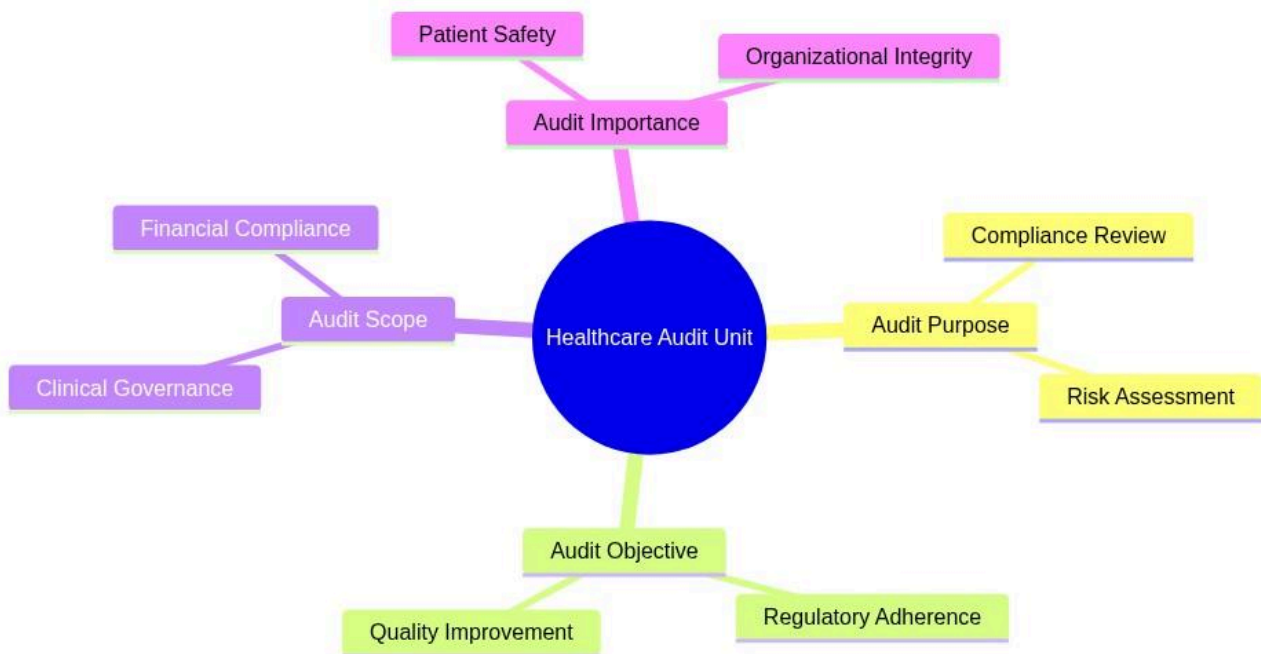 Patient Safety
Organizational Integrity
Audit Importance
Financial Compliance
Compliance Review
Audit Scope
Healthcare Audit Unit
Audit Purpose
Clinical Governance
Risk Assessment
Audit Objective
Quality Improvement
Regulatory Adherence